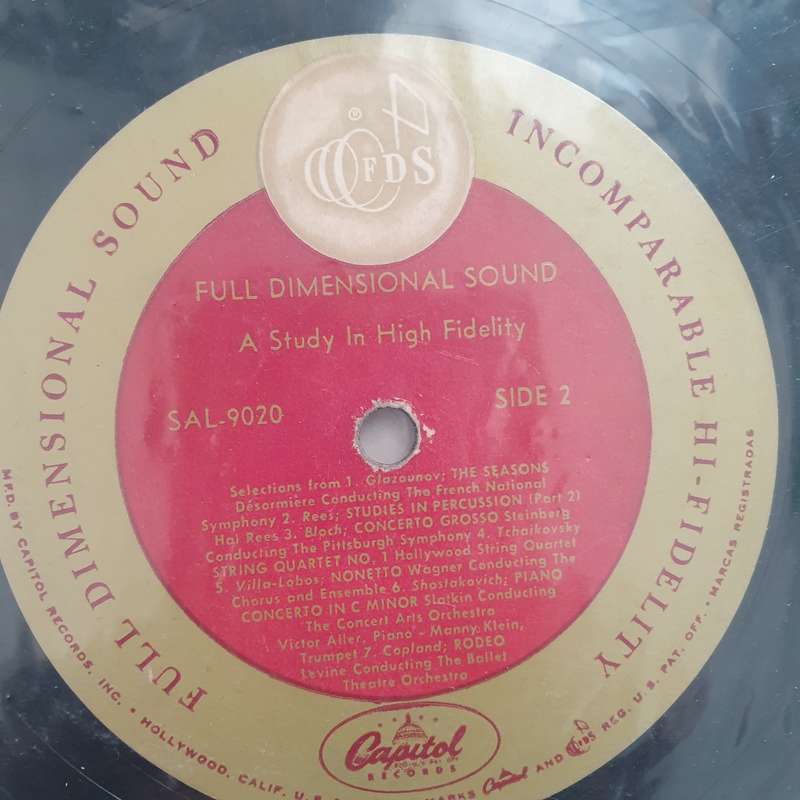 ® FDS
FULL DIMENSIONAL SOUND
INCOMPARABLE HI-FIDELITY
FULL DIMENSIONAL SOUND
A Study In High Fidelity
SAL-9020
SIDE 2
Selections from 1. Glazounov; THE SEASONS
Désormière Conducting The French National
Symphony 2. Rees; STUDIES IN PERCUSSION (Part 2)
Hal Rees 3. Bloch; CONCERTO GROSSO Steinberg
Conducting The Pittsburgh Symphony 4. Tchaikovsky
STRING QUARTET NO. 1 Hollywood String Quartet
5. Villa-Lobos; NONETTO Wagner Conducting The
Chorus and Ensemble 6. Shostakovich; PIANO
CONCERTO IN C MINOR Slatkin Conducting
The Concert Arts Orchestra
Victor Aller, Piano - Manny Klein,
Trumpet 7. Copland; RODEO
Levine Conducting The Ballet
Theatre Orchestra
Capitol
RECORDS
MFD. BY CAPITOL RECORDS, INC. • HOLLYWOOD, CALIF. U. S. Capitol AND FDS REG. U. S. PAT. OFF. • MARCAS REGISTRADAS